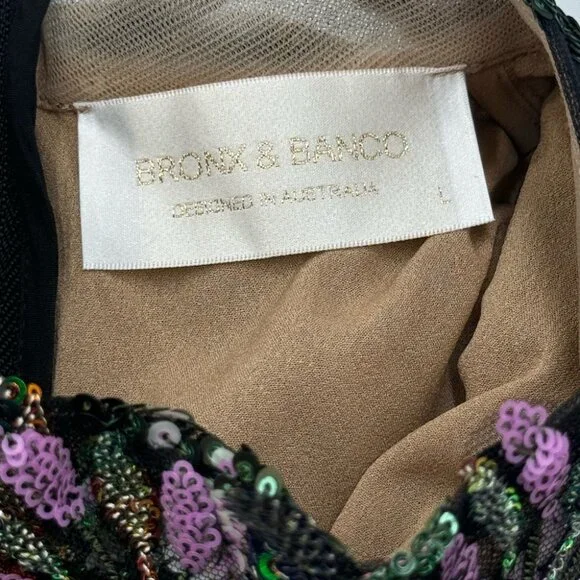 BRONX & BANCO
DESIGNED IN AUSTRALIA
L